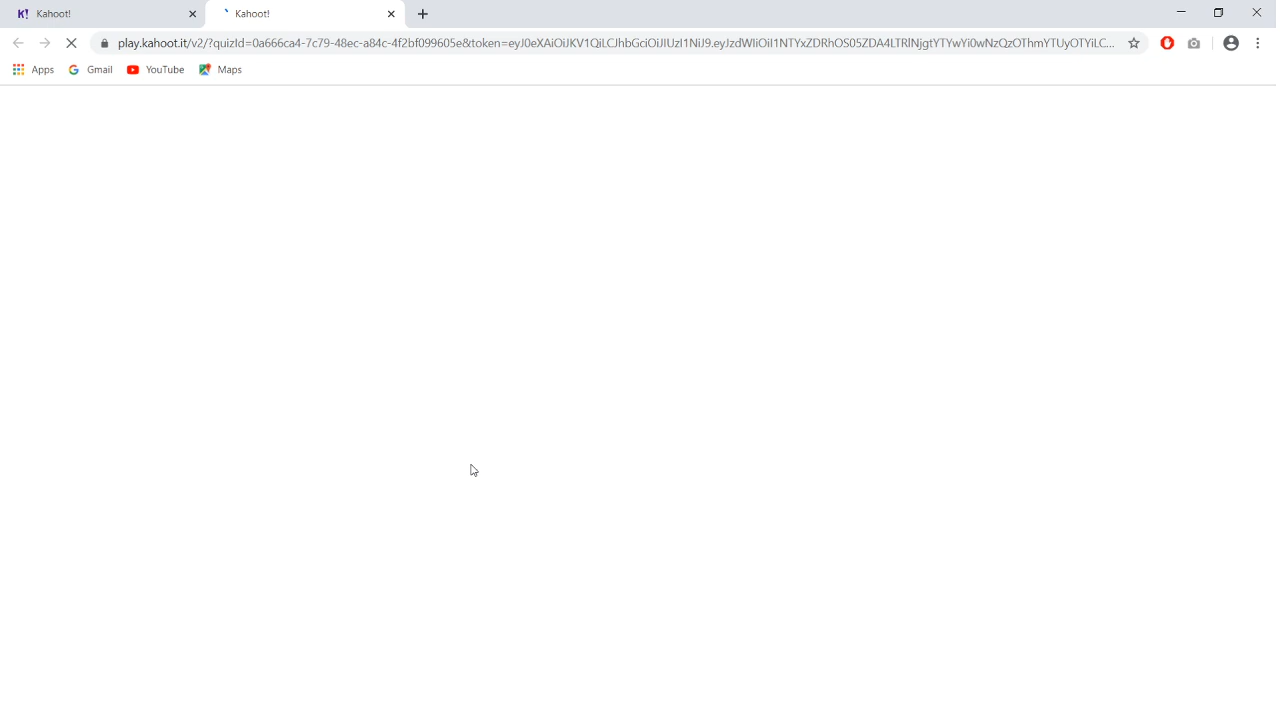 K! Kahoot!
Kahoot!
play.kahoot.it/v2/?quizId=0a666ca4-7c79-48ec-a84c-4f2bf099605e&token=eyJ0eXAiOiJKV1QiLCJhbGciOiJIUzI1NiJ9.eyJzdWIiOiI1NTYxZDRhOS05ZDA4LTRlNjgtYTYwYi0wNzQzOThmYTUyOTYiLC...
Apps
G Gmail
YouTube
Maps